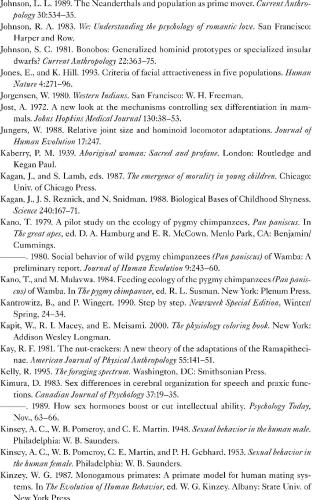 Johnson, L. L. 1989. The Neanderthals and population as prime mover. Current Anthro-
pology 30:534–35.
Johnson, R. A. 1983. We: Understanding the psychology of romantic love. San Francisco:
Harper and Row.
Johnson, S. C. 1981. Bonobos: Generalized hominid prototypes or specialized insular
dwarfs? Current Anthropology 22:363–75.
Jones, E., and K. Hill. 1993. Criteria of facial attractiveness in five populations. Human
Nature 4:271–96.
Jorgensen, W. 1980. Western Indians. San Francisco: W. H. Freeman.
Jost, A. 1972. A new look at the mechanisms controlling sex differentiation in mam-
mals. Johns Hopkins Medical Journal 130:38–53.
Jungers, W. 1988. Relative joint size and hominoid locomotor adaptations. Journal of
Human Evolution 17:247.
Kaberry, P. M. 1939. Aboriginal woman: Sacred and profane. London: Routledge and
Kegan Paul.
Kagan, J., and S. Lamb, eds. 1987. The emergence of morality in young children. Chicago:
Univ. of Chicago Press.
Kagan, J., J. S. Reznick, and N. Snidman. 1988. Biological Bases of Childhood Shyness.
Science 240:167–71.
Kano, T. 1979. A pilot study on the ecology of pygmy chimpanzees, Pan paniscus. In
The great apes, ed. D. A. Hamburg and E. R. McCown. Menlo Park, CA: Benjamin/
Cummings.
———. 1980. Social behavior of wild pygmy chimpanzees (Pan paniscus) of Wamba: A
preliminary report. Journal of Human Evolution 9:243–60.
Kano, T., and M. Mulavwa. 1984. Feeding ecology of the pygmy chimpanzees (Pan panis-
cus) of Wamba. In The pygmy chimpanzee, ed. R. L. Susman. New York: Plenum Press.
Kantrowitz, B., and P. Wingert. 1990. Step by step. Newsweek Special Edition, Winter/
Spring, 24–34.
Kapit, W., R. I. Macey, and E. Meisami. 2000. The physiology coloring book. New York:
Addison Wesley Longman.
Kay, R. F. 1981. The nut-crackers: A new theory of the adaptations of the Ramapitheci-
nae. American Journal of Physical Anthropology 55:141–51.
Kelly, R. 1995. The foraging spectrum. Washington, DC: Smithsonian Press.
Kimura, D. 1983. Sex differences in cerebral organization for speech and praxic func-
tions. Canadian Journal of Psychology 37:19–35.
———. 1989. How sex hormones boost or cut intellectual ability. Psychology Today,
Nov., 63–66.
Kinsey, A. C., W. B. Pomeroy, and C. E. Martin. 1948. Sexual behavior in the human male.
Philadelphia: W. B. Saunders.
Kinsey, A. C., W. B. Pomeroy, C. E. Martin, and P. H. Gebhard. 1953. Sexual behavior in
the human female. Philadelphia: W. B. Saunders.
Kinzey, W. G. 1987. Monogamous primates: A primate model for human mating sys-
tems. In The Evolution of Human Behavior, ed. W. G. Kinzey. Albany: State Univ. of
New York Press.